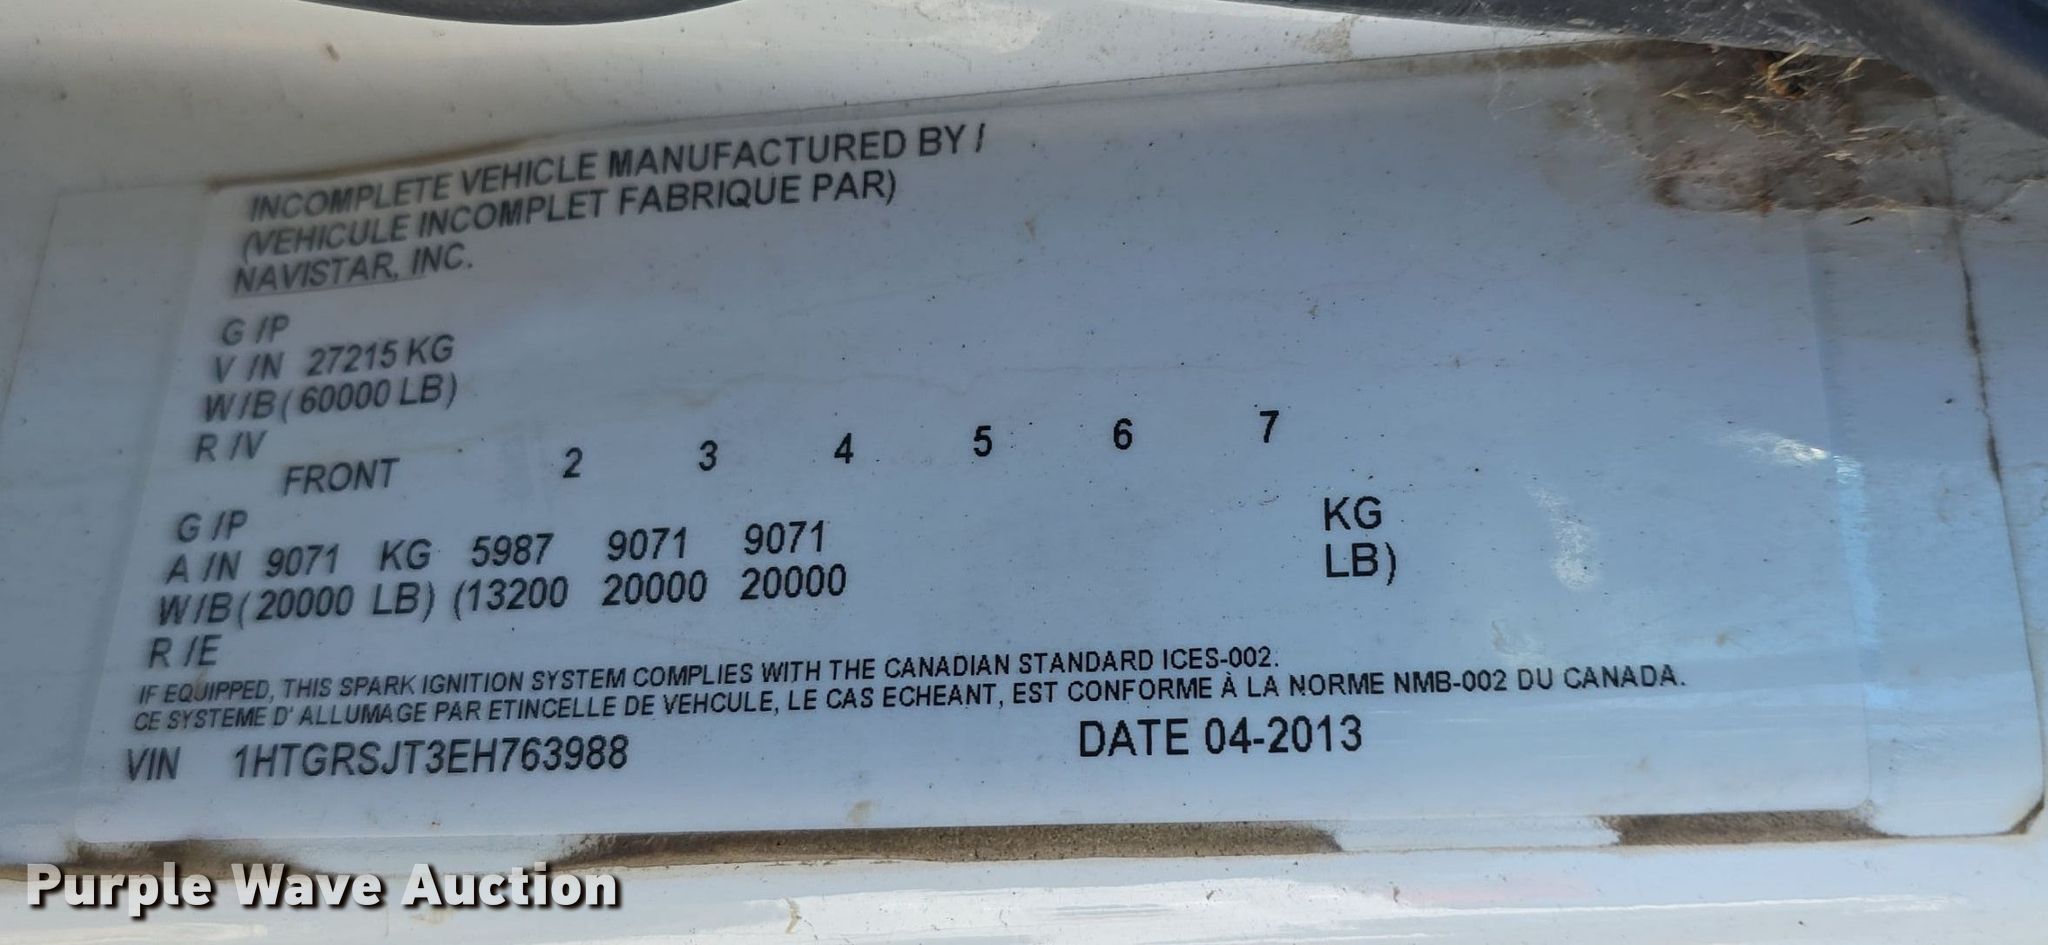 INCOMPLETE VEHICLE MANUFACTURED BY /
(VEHICULE INCOMPLET FABRIQUE PAR)
NAVISTAR, INC.
G /P
V /N 27215 KG
W/B (60000 LB)
R /V
FRONT 2 3 4 5 6 7
G /P
A /N 9071 KG 5987 9071 9071 KG
W/B (20000 LB) (13200 20000 20000 LB)
R /E
IF EQUIPPED, THIS SPARK IGNITION SYSTEM COMPLIES WITH THE CANADIAN STANDARD ICES-002.
CE SYSTEME D' ALLUMAGE PAR ETINCELLE DE VEHCULE, LE CAS ECHEANT, EST CONFORME À LA NORME NMB-002 DU CANADA.
VIN 1HTGRSJT3EH763988 DATE 04-2013
Purple Wave Auction